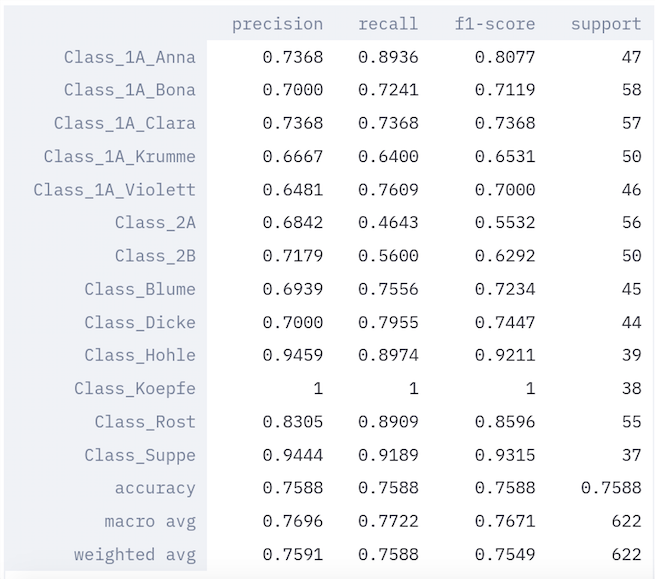 precision recall f1-score support
Class_1A_Anna 0.7368 0.8936 0.8077 47
Class_1A_Bona 0.7000 0.7241 0.7119 58
Class_1A_Clara 0.7368 0.7368 0.7368 57
Class_1A_Krumme 0.6667 0.6400 0.6531 50
Class_1A_Violett 0.6481 0.7609 0.7000 46
Class_2A 0.6842 0.4643 0.5532 56
Class_2B 0.7179 0.5600 0.6292 50
Class_Blume 0.6939 0.7556 0.7234 45
Class_Dicke 0.7000 0.7955 0.7447 44
Class_Hohle 0.9459 0.8974 0.9211 39
Class_Koepfe 1 1 1 38
Class_Rost 0.8305 0.8909 0.8596 55
Class_Suppe 0.9444 0.9189 0.9315 37
accuracy 0.7588 0.7588 0.7588 0.7588
macro avg 0.7696 0.7722 0.7671 622
weighted avg 0.7591 0.7588 0.7549 622